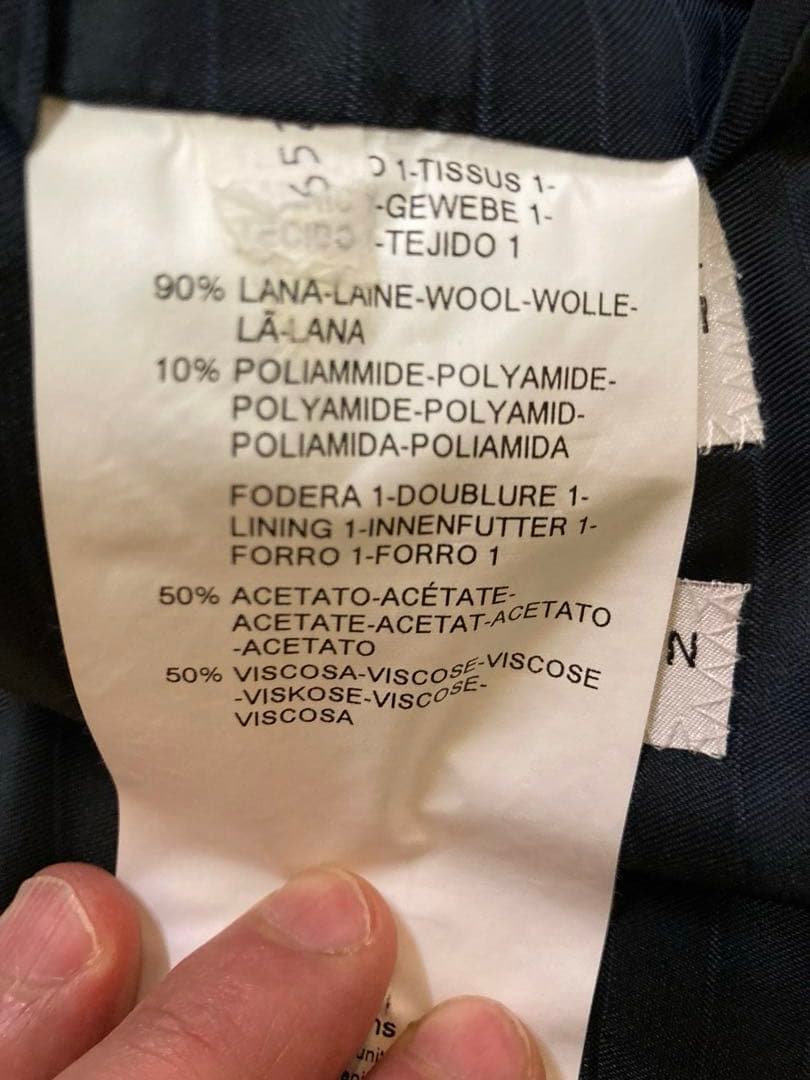 1-TISSUS 1-
-GEWEBE 1-
-TEJIDO 1
90% LANA-LAINE-WOOL-WOLLE-
LÃ-LANA
10% POLIAMMIDE-POLYAMIDE-
POLYAMIDE-POLYAMID-
POLIAMIDA-POLIAMIDA
FODERA 1-DOUBLURE 1-
LINING 1-INNENFUTTER 1-
FORRO 1-FORRO 1
50% ACETATO-ACÉTATE-
ACETATE-ACETAT-ACETATO
-ACETATO
50% VISCOSA-VISCOSE-VISCOSE
-VISKOSE-VISCOSE-
VISCOSA
N